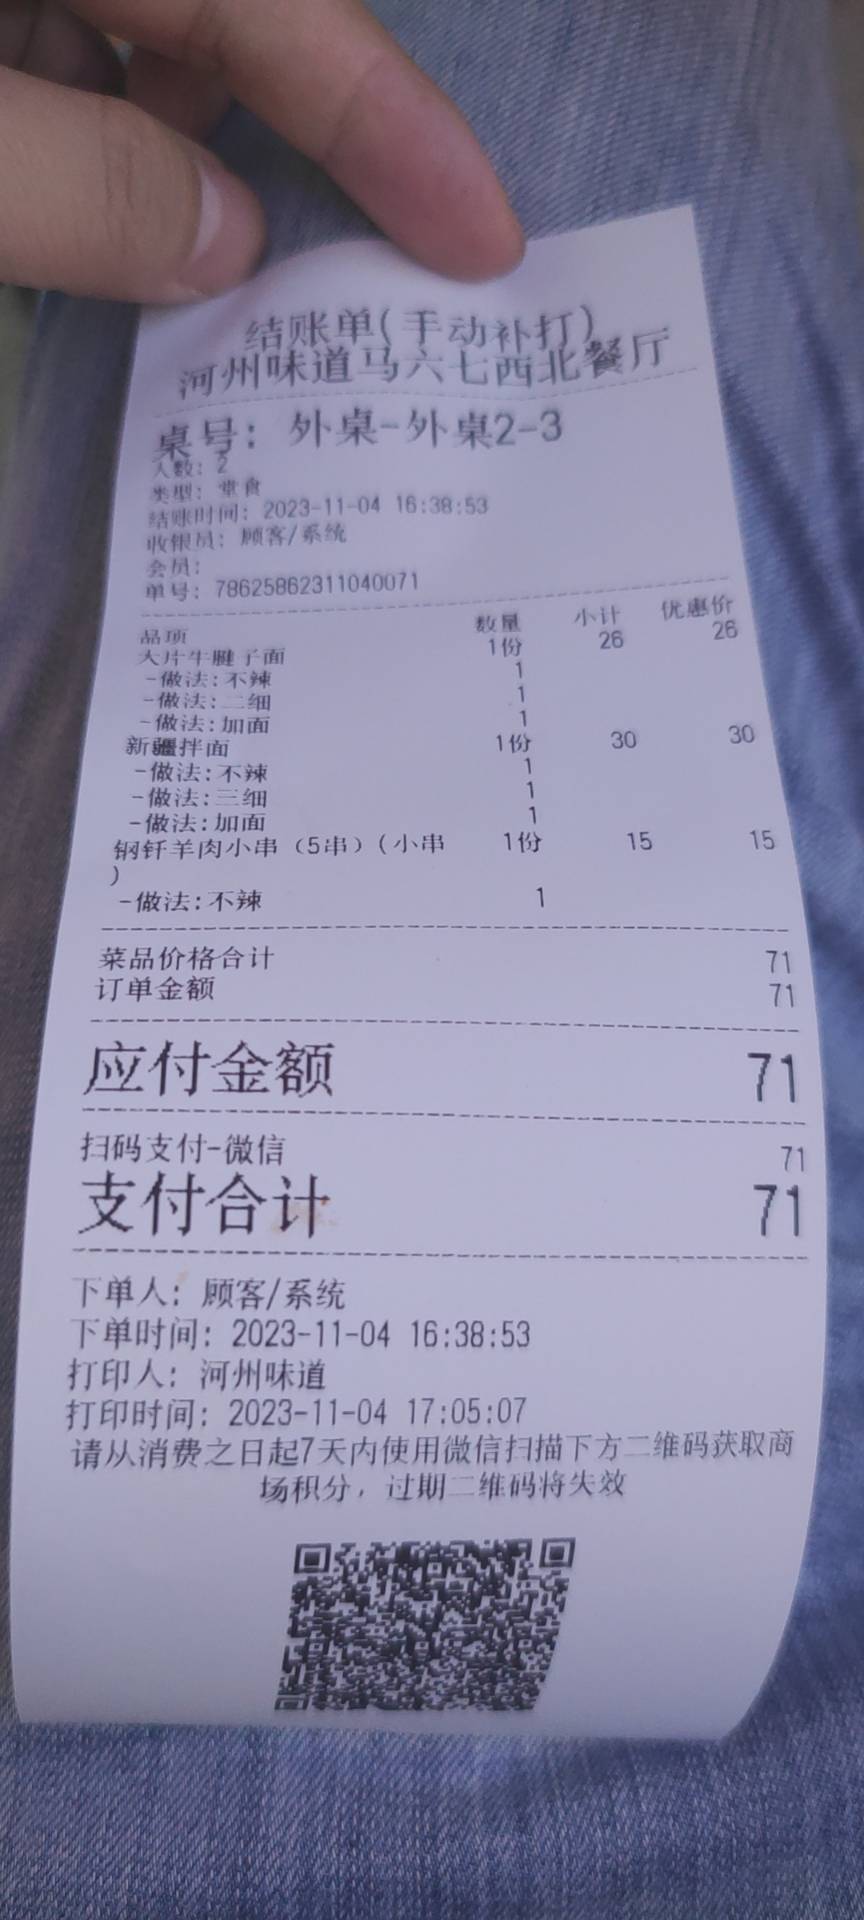 结账单(手动补打)
河州味道马六七西北餐厅
桌号: 外桌-外桌2-3
人数: 2
类型: 堂食
结账时间: 2023-11-04 16:38:53
收银员: 顾客/系统
会员:
单号: 78625862311040071
品项 数量 小计 优惠价
大片牛腱子面 1份 26 26
-做法:不辣 1
-做法:二细 1
-做法:加面 1
新疆拌面 1份 30 30
-做法:不辣 1
-做法:三细 1
-做法:加面 1
钢钎羊肉小串（5串）(小串 1份 15 15
)
-做法:不辣 1
菜品价格合计 71
订单金额 71
应付金额 71
扫码支付-微信 71
支付合计 71
下单人: 顾客/系统
下单时间: 2023-11-04 16:38:53
打印人: 河州味道
打印时间: 2023-11-04 17:05:07
请从消费之日起7天内使用微信扫描下方二维码获取商
场积分，过期二维码将失效